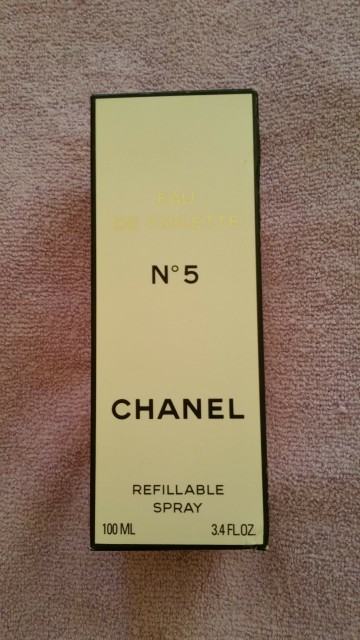 EAU
DE TOILETTE
N°5
CHANEL
REFILLABLE
SPRAY
100 ML 3.4 FL.OZ.